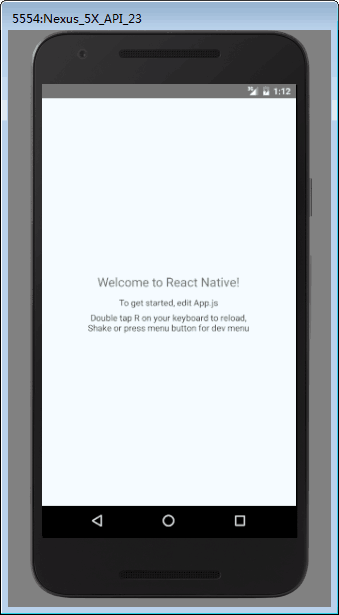 5554:Nexus_5X_API_23
1:12
Welcome to React Native!
To get started, edit App.js
Double tap R on your keyboard to reload,
Shake or press menu button for dev menu